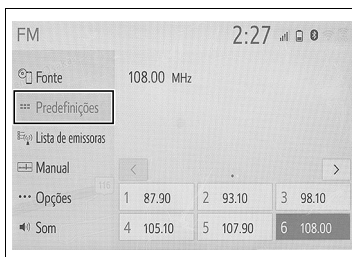 FM 2:27
Fonte 108.00 MHz
Predefinições
Lista de emissoras
Manual < >
Opções 1 87.90 2 93.10 3 98.10
Som 4 105.10 5 107.90 6 108.00